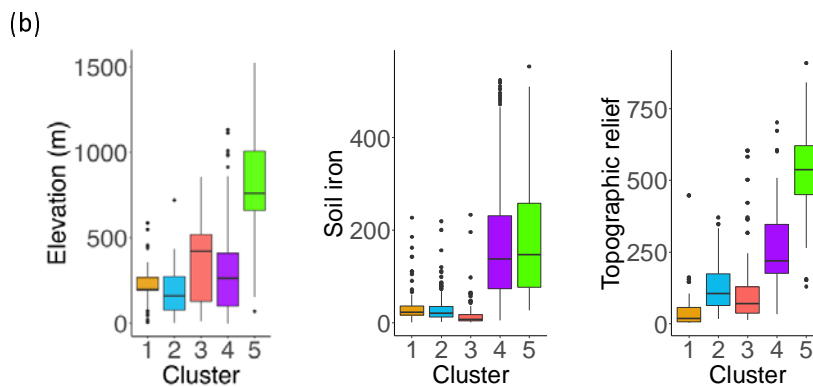 (b)
Elevation (m)
1500
1000
500
0
1 2 3 4 5
Cluster
Soil iron
400
200
0
1 2 3 4 5
Cluster
Topographic relief
750
500
250
0
1 2 3 4 5
Cluster